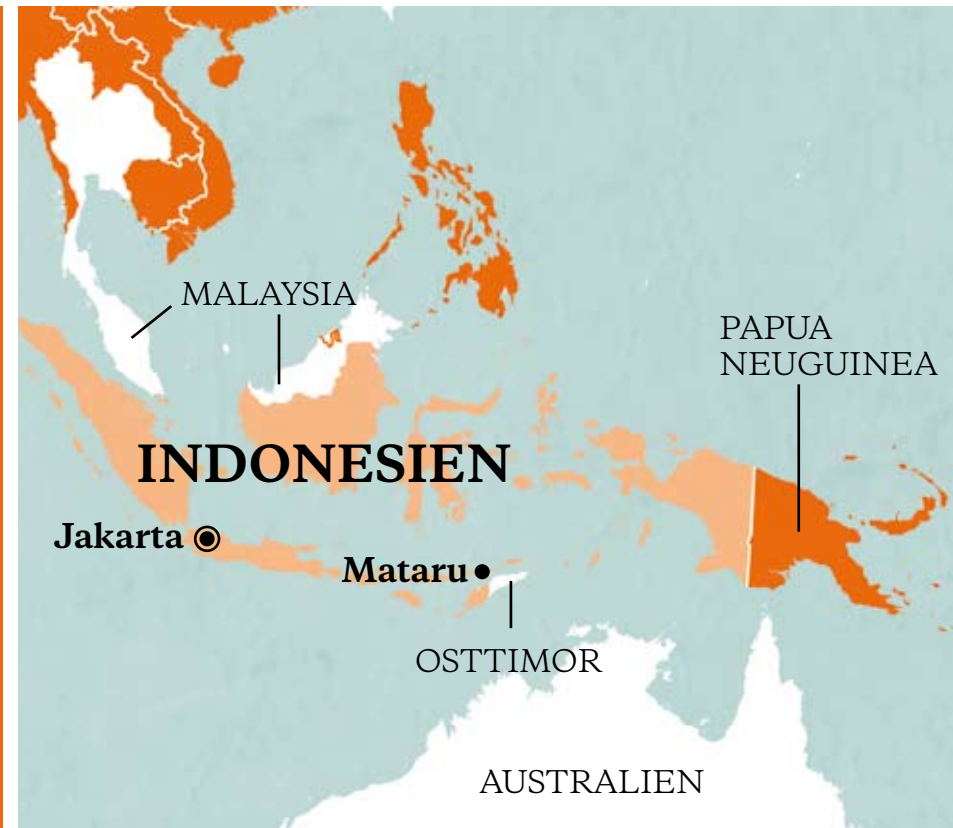 MALAYSIA
PAPUA
NEUGUINEA
INDONESIEN
Jakarta
Mataru
OSTTIMOR
AUSTRALIEN